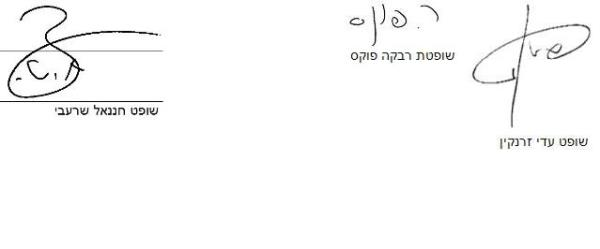 ר. פוקס
שופט עדי זרנקין
שופטת רבקה פוקס
שופט חננאל שרעבי